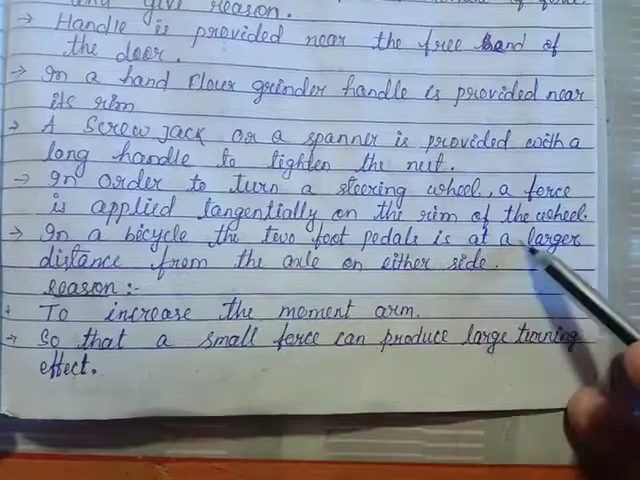 and give reason.
→ Handle is provided near the free end of
the door.
→ In a hand flour grinder handle is provided near
its rim
→ A screw jack or a spanner is provided with a
long handle to tighten the nut.
→ In order to turn a steering wheel, a force
is applied tangentially on the rim of the wheel.
→ In a bicycle the two foot pedals is at a larger
distance from the axle on either side.
Reason :-
→ To increase the moment arm.
→ So that a small force can produce large turning
effect.